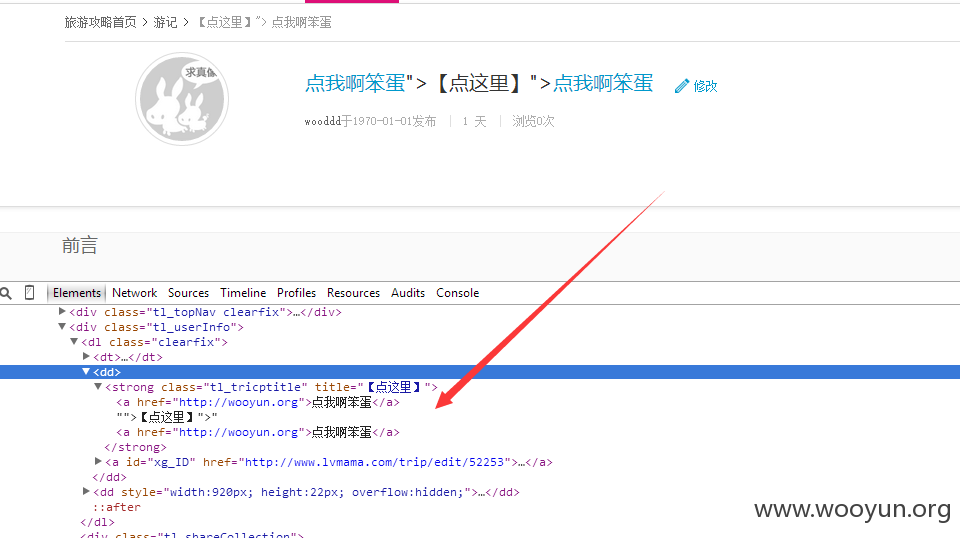 旅游攻略首页 > 游记 > 【点这里】"> 点我啊笨蛋
求真像
点我啊笨蛋">【点这里】">点我啊笨蛋 修改
wooddd于1970-01-01发布 | 1 天 | 浏览0次
前言
Elements Network Sources Timeline Profiles Resources Audits Console
▶<div class="tl_topNav clearfix">…</div>
▼<div class="tl_userInfo">
▼<dl class="clearfix">
▶<dt>…</dt>
▼<dd>
▼<strong class="tl_tricptitle" title="【点这里】">
<a href="http://wooyun.org">点我啊笨蛋</a>
"">【点这里】">"
<a href="http://wooyun.org">点我啊笨蛋</a>
</strong>
▶<a id="xg_ID" href="http://www.lvmama.com/trip/edit/52253">…</a>
</dd>
▶<dd style="width:920px; height:22px; overflow:hidden;">…</dd>
::after
</dl>
<div class="tl_shareCollection">
www.wooyun.org